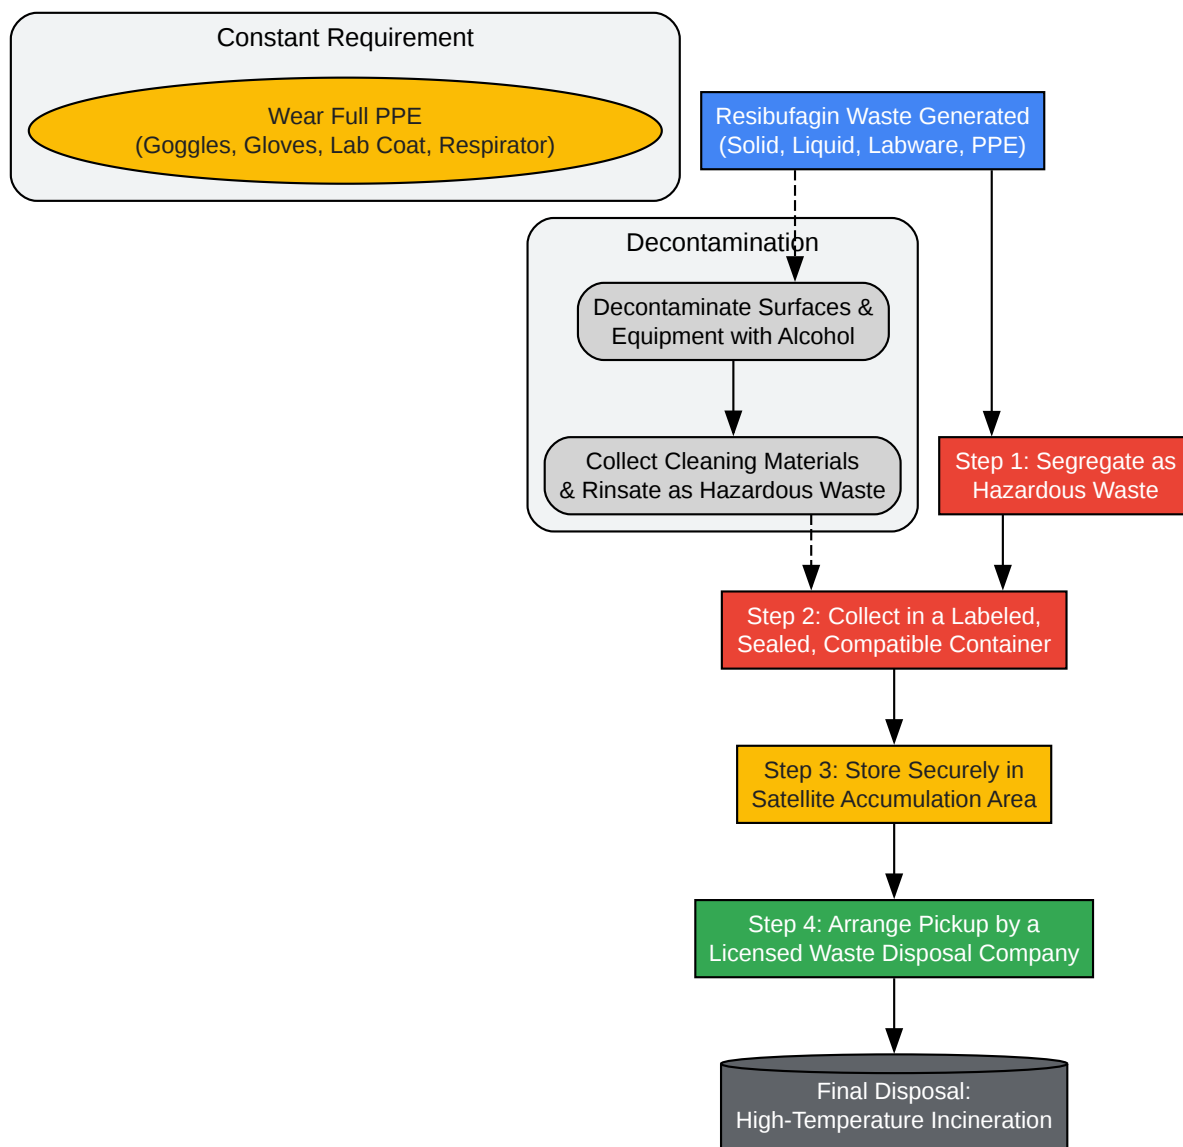 Constant Requirement
Wear Full PPE
(Goggles, Gloves, Lab Coat, Respirator)
Resibufagin Waste Generated
(Solid, Liquid, Labware, PPE)
Decontamination
Decontaminate Surfaces &
Equipment with Alcohol
Collect Cleaning Materials
& Rinsate as Hazardous Waste
Step 1: Segregate as
Hazardous Waste
Step 2: Collect in a Labeled,
Sealed, Compatible Container
Step 3: Store Securely in
Satellite Accumulation Area
Step 4: Arrange Pickup by a
Licensed Waste Disposal Company
Final Disposal:
High-Temperature Incineration